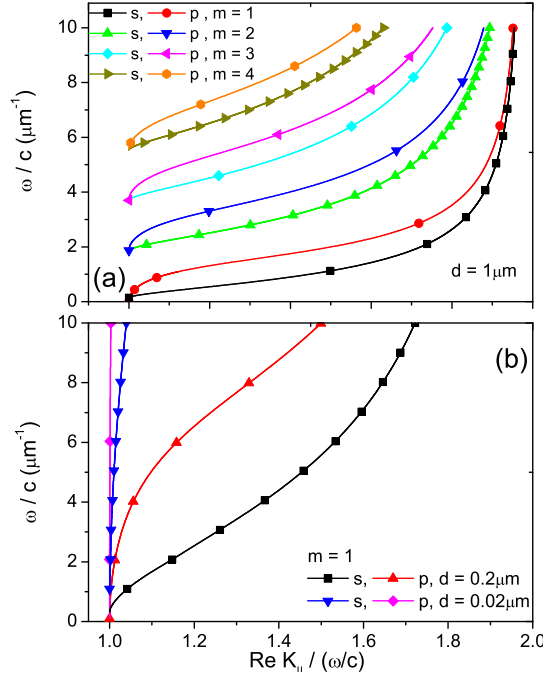 10
8
6
4
2
0
ω / c (μm⁻¹)
s, p , m = 1
s, p , m = 2
s, p , m = 3
s, p , m = 4
(a)
d = 1μm
10
8
6
4
2
0
ω / c (μm⁻¹)
(b)
m = 1
s, p, d = 0.2μm
s, p, d = 0.02μm
1.0 1.2 1.4 1.6 1.8 2.0
Re K_|| / (ω/c)